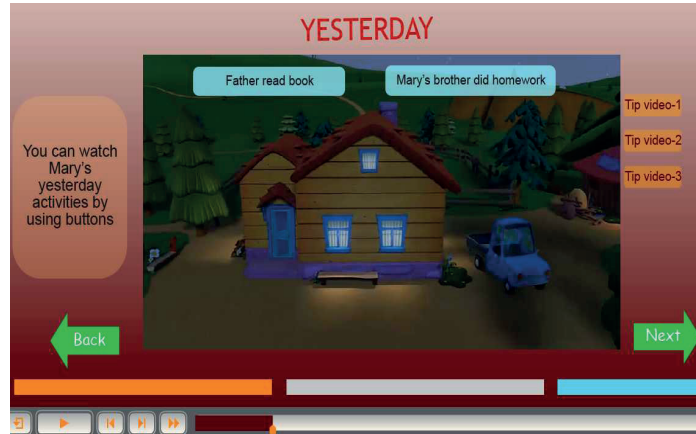 YESTERDAY
Father read book
Mary's brother did homework
You can watch
Mary's
yesterday
activities by
using buttons
Tip video-1
Tip video-2
Tip video-3
Back
Next